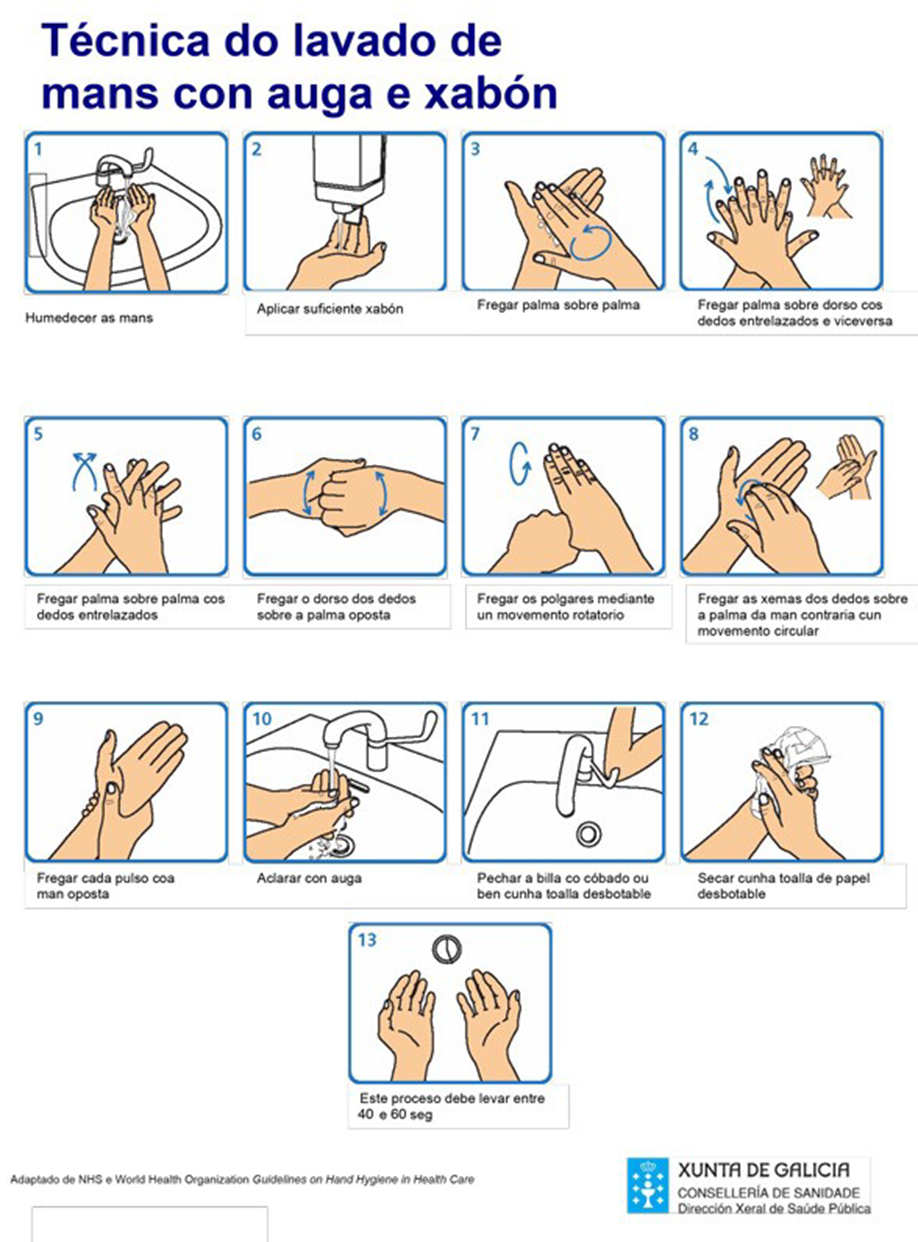 Técnica do lavado de
mans con auga e xabón
1
Humedecer as mans
2
Aplicar suficiente xabón
3
Fregar palma sobre palma
4
Fregar palma sobre dorso cos
dedos entrelazados e viceversa
5
Fregar palma sobre palma cos
dedos entrelazados
6
Fregar o dorso dos dedos
sobre a palma oposta
7
Fregar os polgares mediante
un movemento rotatorio
8
Fregar as xemas dos dedos sobre
a palma da man contraria cun
movemento circular
9
Fregar cada pulso coa
man oposta
10
Aclarar con auga
11
Pechar a billa co cóbado ou
ben cunha toalla desbotable
12
Secar cunha toalla de papel
desbotable
13
Este proceso debe levar entre
40 e 60 seg
Adaptado de NHS e World Health Organization Guidelines on Hand Hygiene in Health Care
XUNTA DE GALICIA
CONSELLERÍA DE SANIDADE
Dirección Xeral de Saúde Pública